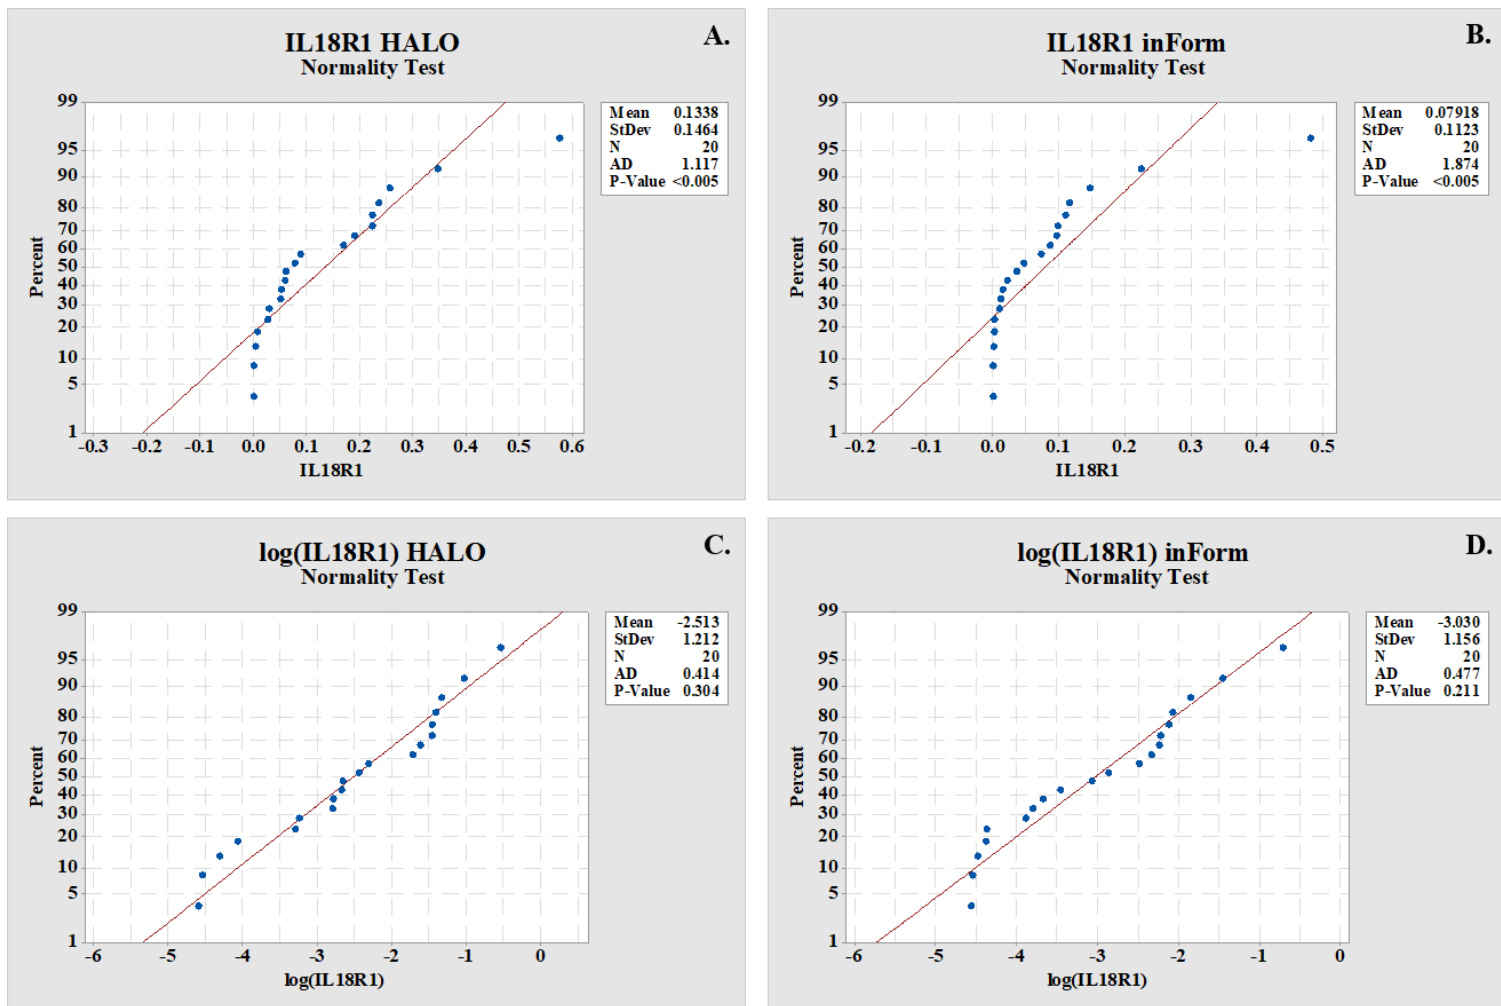 A.
IL18R1 HALO
Normality Test
99
95
90
80
70
60
50
40
30
20
10
5
1
Percent
-0.3 -0.2 -0.1 0.0 0.1 0.2 0.3 0.4 0.5 0.6
IL18R1
Mean 0.1338
StDev 0.1464
N 20
AD 1.117
P-Value <0.005
B.
IL18R1 inForm
Normality Test
99
95
90
80
70
60
50
40
30
20
10
5
1
Percent
-0.2 -0.1 0.0 0.1 0.2 0.3 0.4 0.5
IL18R1
Mean 0.07918
StDev 0.1123
N 20
AD 1.874
P-Value <0.005
C.
log(IL18R1) HALO
Normality Test
99
95
90
80
70
60
50
40
30
20
10
5
1
Percent
-6 -5 -4 -3 -2 -1 0
log(IL18R1)
Mean -2.513
StDev 1.212
N 20
AD 0.414
P-Value 0.304
D.
log(IL18R1) inForm
Normality Test
99
95
90
80
70
60
50
40
30
20
10
5
1
Percent
-6 -5 -4 -3 -2 -1 0
log(IL18R1)
Mean -3.030
StDev 1.156
N 20
AD 0.477
P-Value 0.211